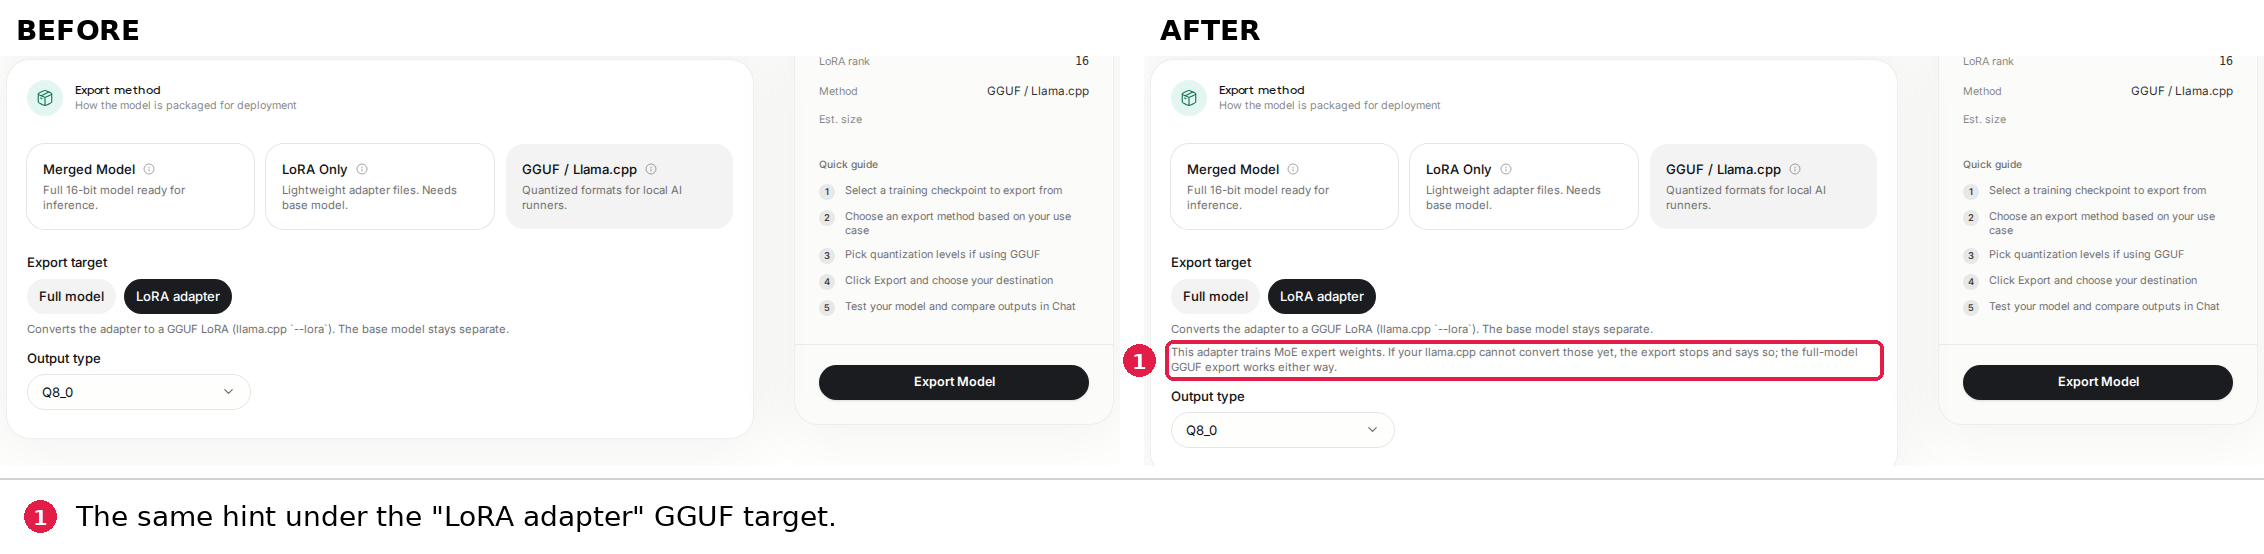 BEFORE
Export method
How the model is packaged for deployment
Merged Model
Full 16-bit model ready for
inference.
LoRA Only
Lightweight adapter files. Needs
base model.
GGUF / Llama.cpp
Quantized formats for local AI
runners.
Export target
Full model
LoRA adapter
Converts the adapter to a GGUF LoRA (llama.cpp `--lora`). The base model stays separate.
Output type
Q8_0
LoRA rank 16
Method GGUF / Llama.cpp
Est. size
Quick guide
1 Select a training checkpoint to export from
2 Choose an export method based on your use
case
3 Pick quantization levels if using GGUF
4 Click Export and choose your destination
5 Test your model and compare outputs in Chat
Export Model
AFTER
Export method
How the model is packaged for deployment
Merged Model
Full 16-bit model ready for
inference.
LoRA Only
Lightweight adapter files. Needs
base model.
GGUF / Llama.cpp
Quantized formats for local AI
runners.
Export target
Full model
LoRA adapter
Converts the adapter to a GGUF LoRA (llama.cpp `--lora`). The base model stays separate.
1
This adapter trains MoE expert weights. If your llama.cpp cannot convert those yet, the export stops and says so; the full-model
GGUF export works either way.
Output type
Q8_0
LoRA rank 16
Method GGUF / Llama.cpp
Est. size
Quick guide
1 Select a training checkpoint to export from
2 Choose an export method based on your use
case
3 Pick quantization levels if using GGUF
4 Click Export and choose your destination
5 Test your model and compare outputs in Chat
Export Model
1 The same hint under the "LoRA adapter" GGUF target.